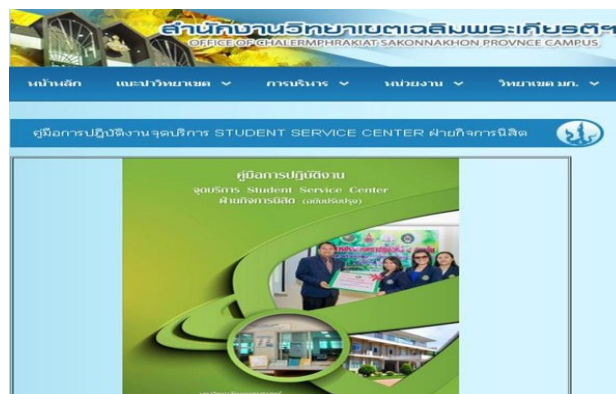 สำนักงานวิทยาเขตเฉลิมพระเกียรติฯ
OFFICE OF CHALERMPHRAKIAT SAKONNAKHON PROVNCE CAMPUS
หน้าหลัก แนะนำวิทยาเขต การบริหาร หน่วยงาน วิทยาเขต มก.
คู่มือการปฏิบัติงานจุดบริการ STUDENT SERVICE CENTER ฝ่ายกิจการนิสิต
คู่มือการปฏิบัติงาน
จุดบริการ Student Service Center
ฝ่ายกิจการนิสิต (ฉบับปรับปรุง)